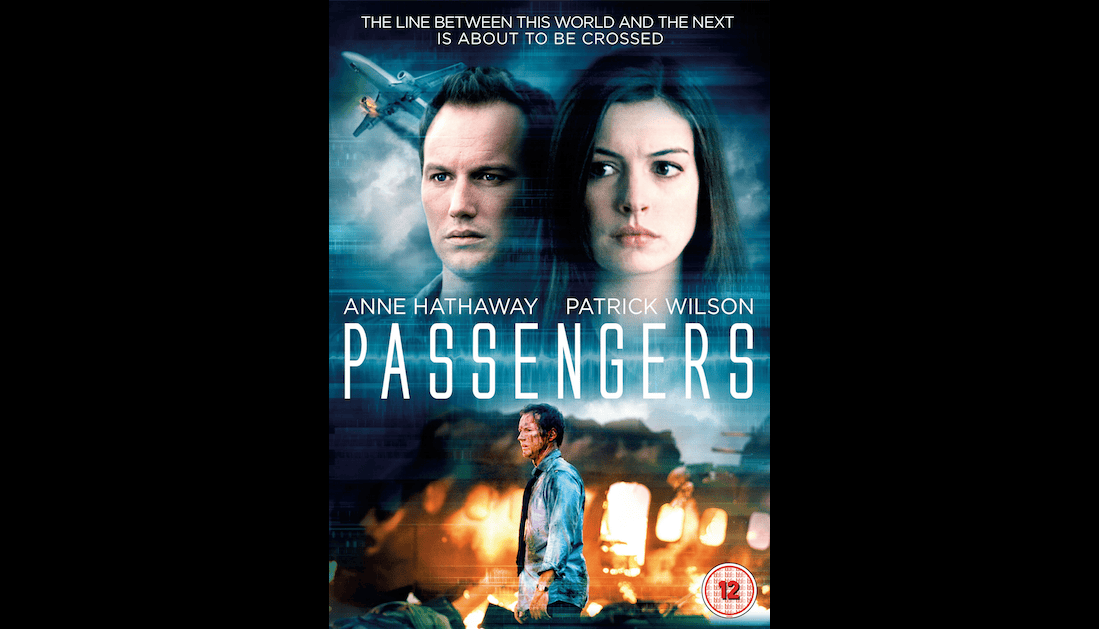 THE LINE BETWEEN THIS WORLD AND THE NEXT
IS ABOUT TO BE CROSSED
ANNE HATHAWAY PATRICK WILSON
PASSENGERS
12